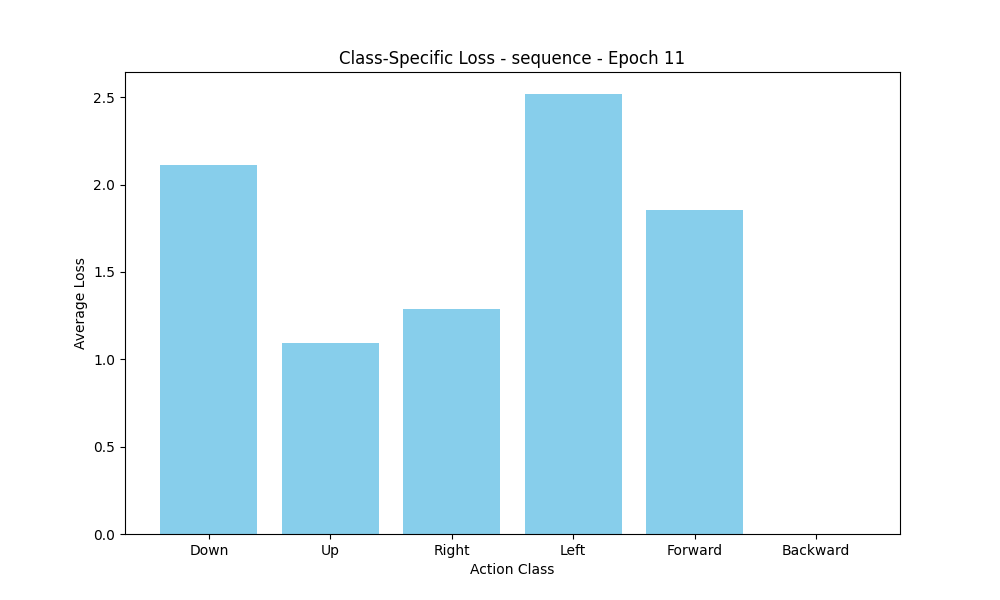 Class-Specific Loss - sequence - Epoch 11
2.5
2.0
1.5
1.0
0.5
0.0
Average Loss
Down Up Right Left Forward Backward
Action Class